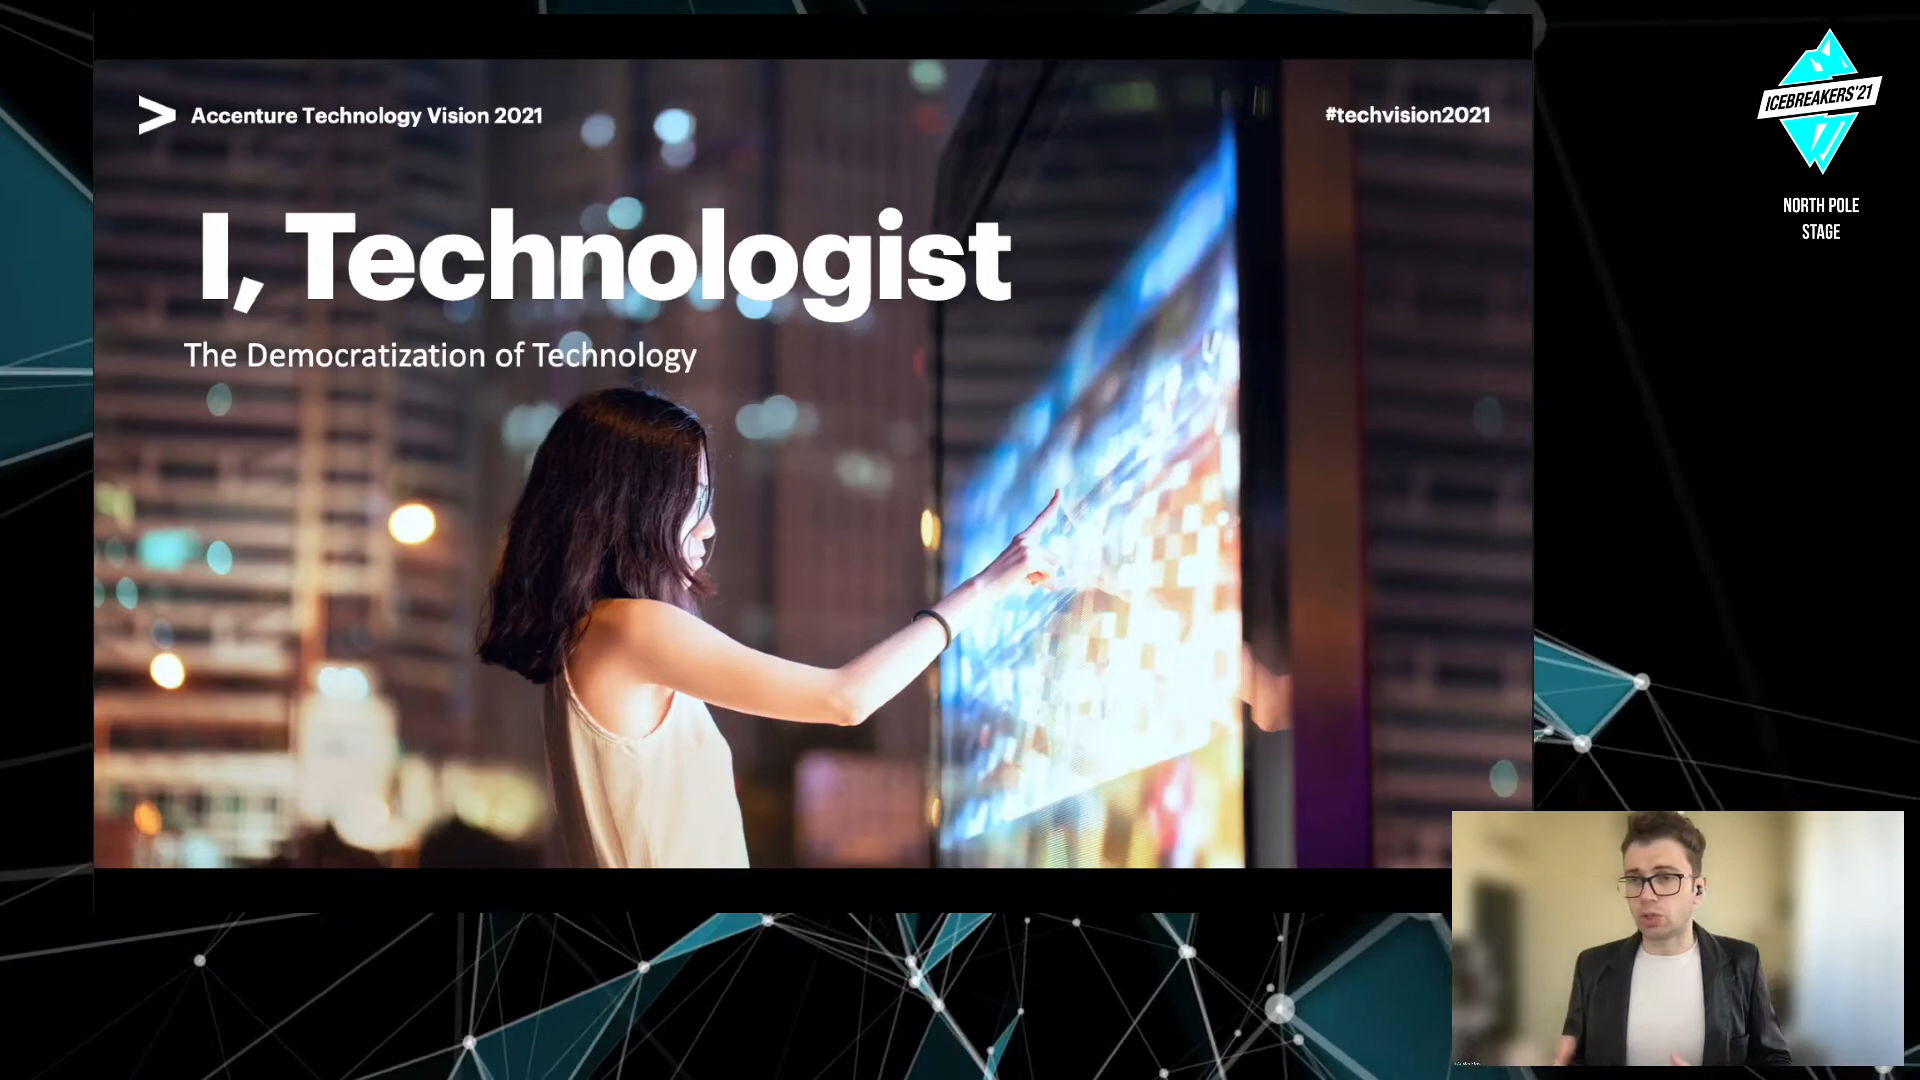 Accenture Technology Vision 2021
#techvision2021
I, Technologist
The Democratization of Technology
ICEBREAKERS'21
NORTH POLE
STAGE